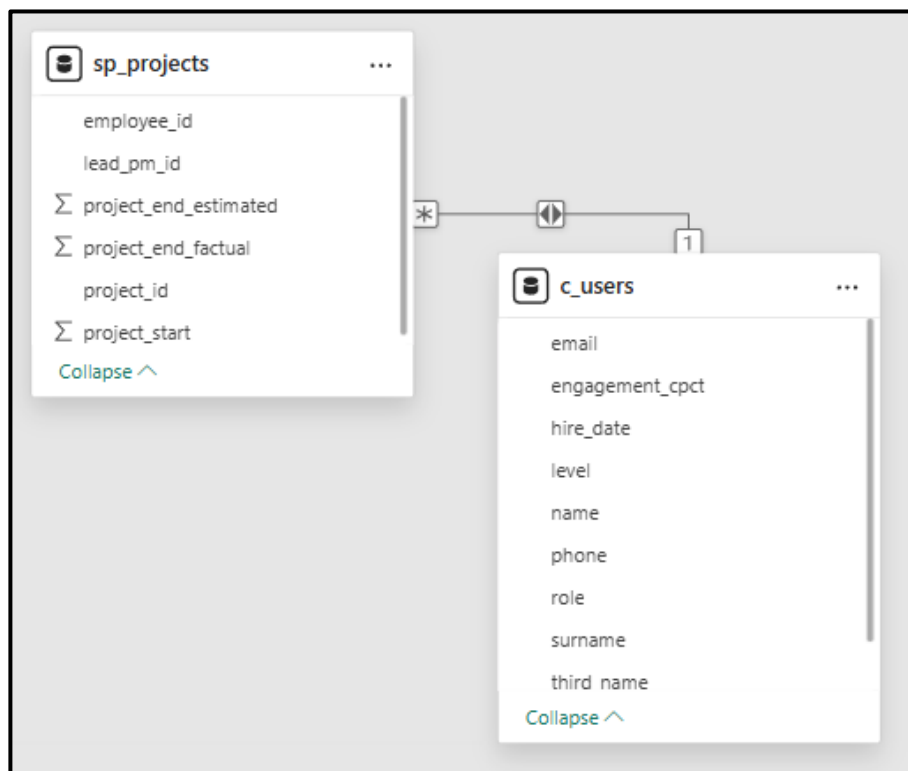 sp_projects
employee_id
lead_pm_id
Σ project_end_estimated
Σ project_end_factual
project_id
Σ project_start
Collapse
*
1
c_users
email
engagement_cpct
hire_date
level
name
phone
role
surname
third_name
Collapse